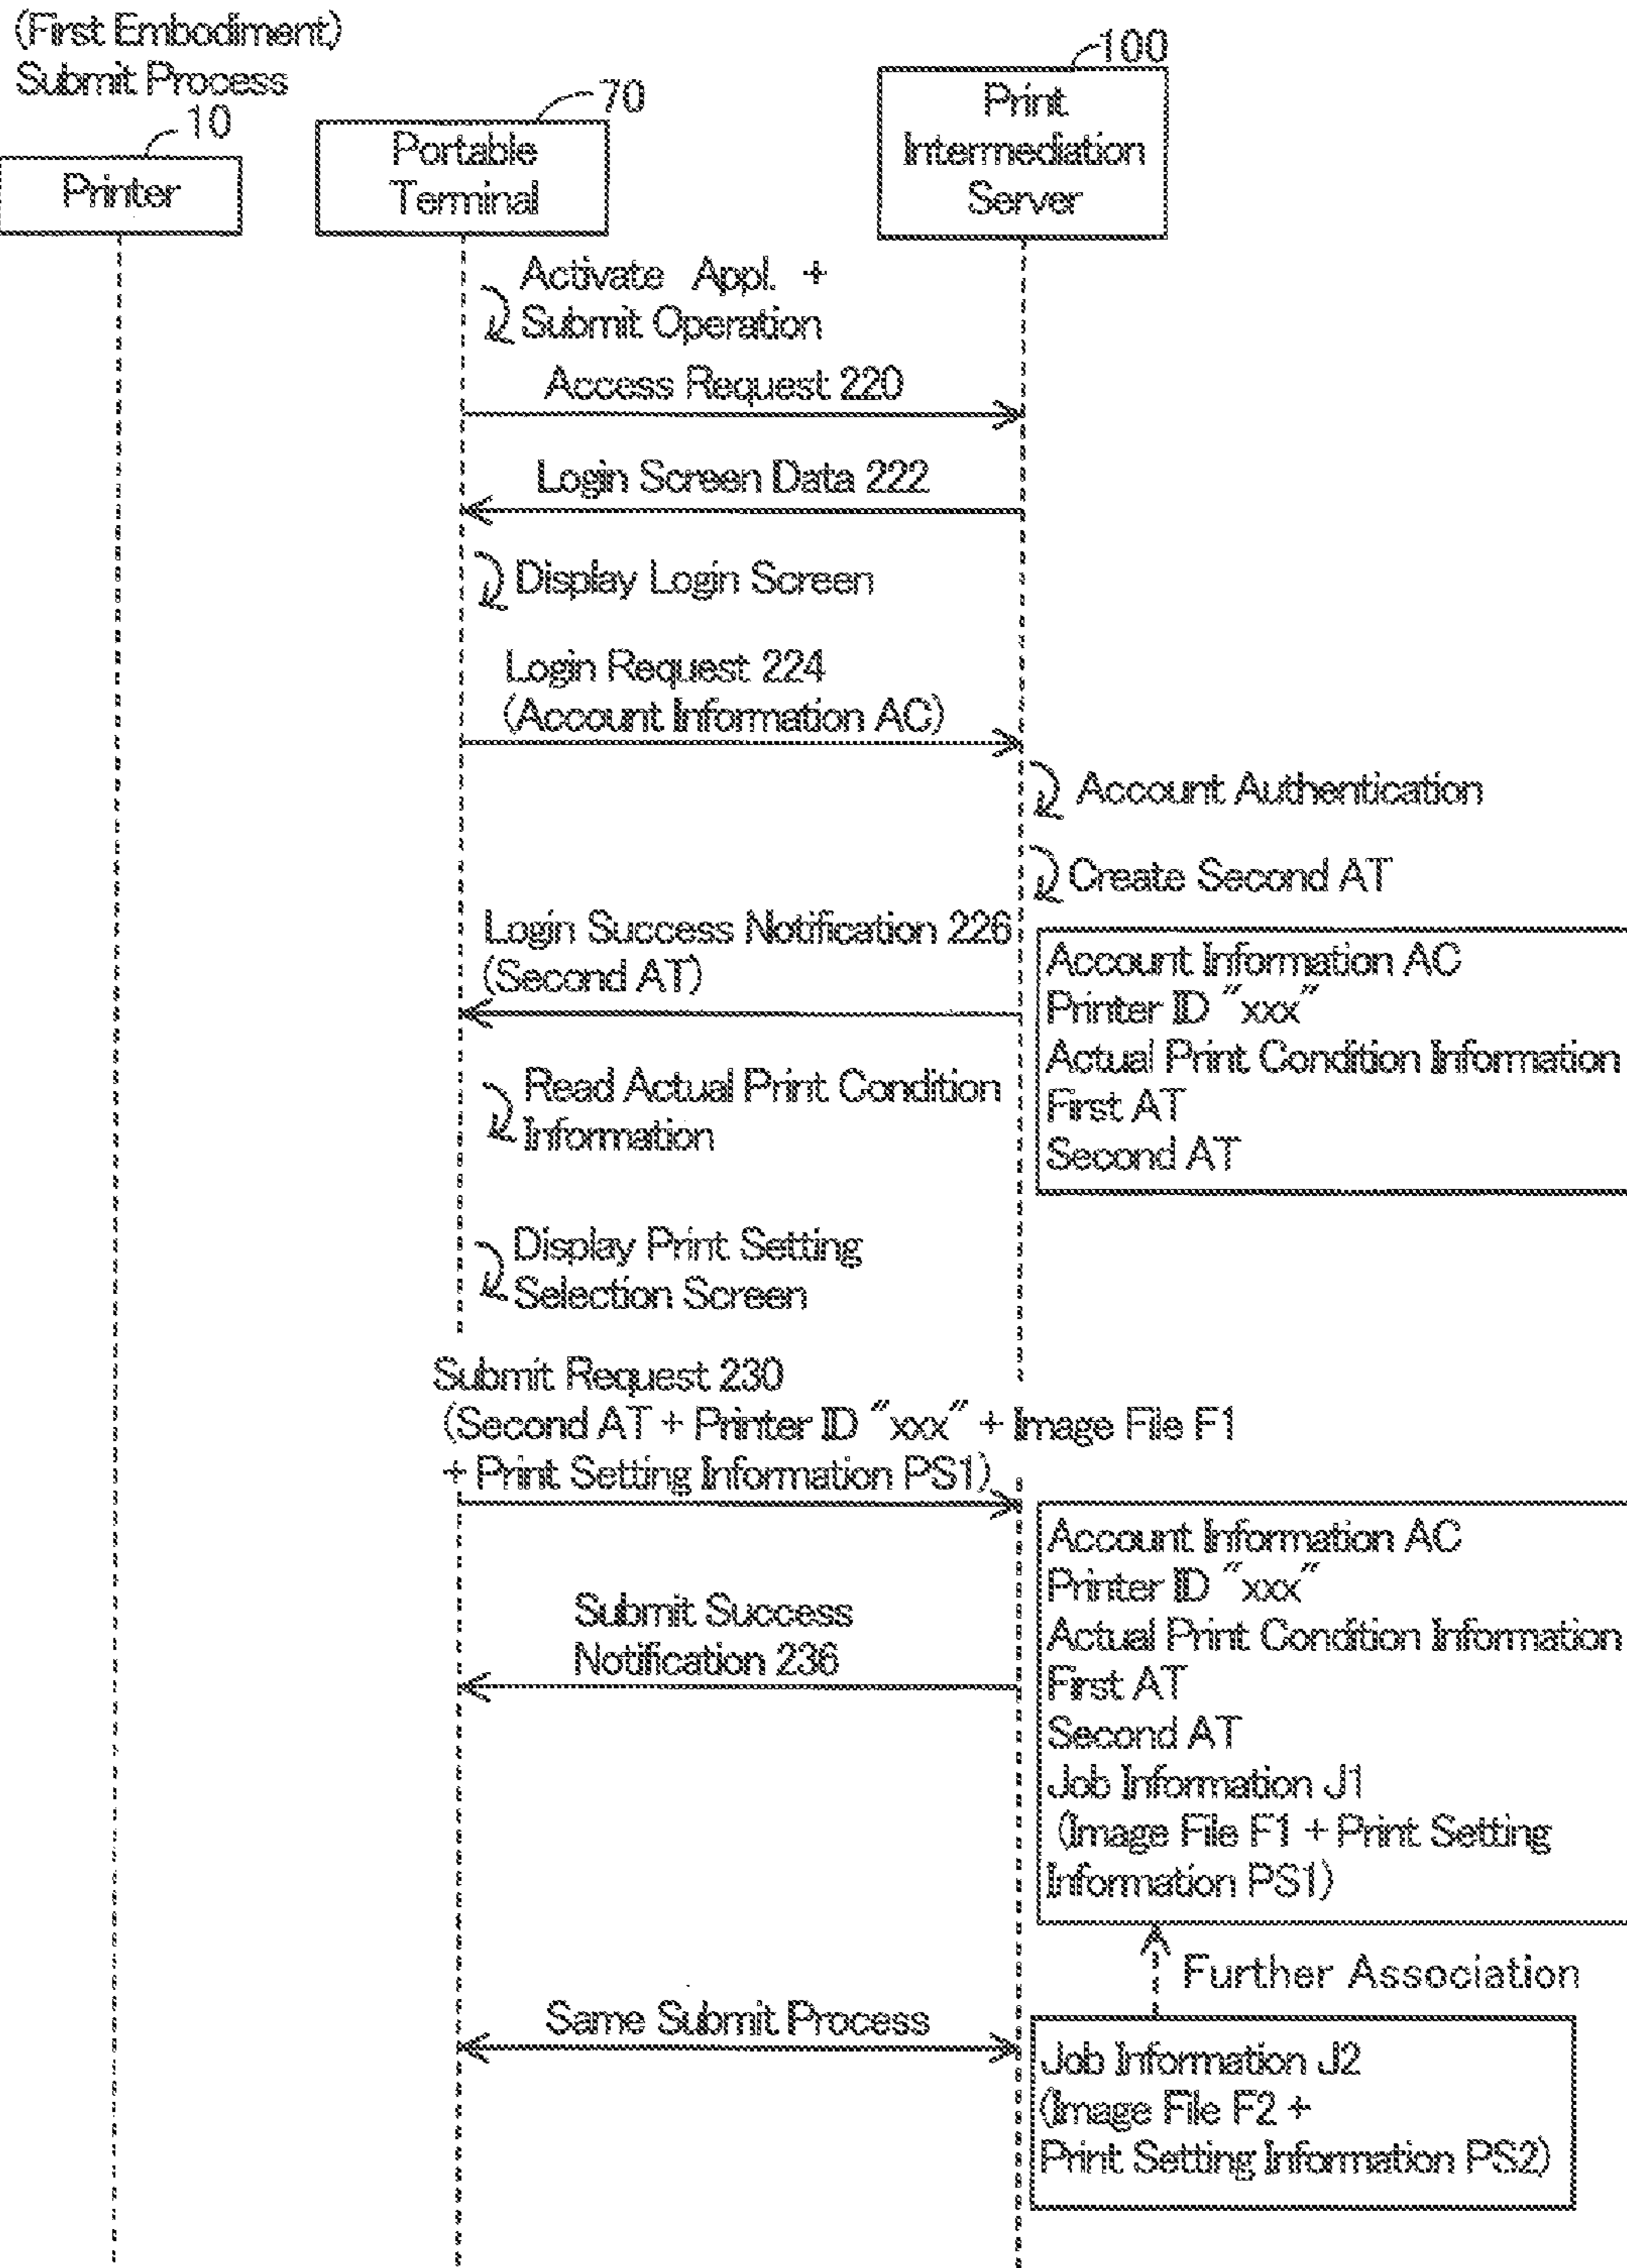 (First Embodiment)
Submit Process
10
Printer
70
Portable
Terminal
100
Print
Intermediation
Server
Activate Appl. +
Submit Operation
Access Request 220
Login Screen Data 222
Display Login Screen
Login Request 224
(Account Information AC)
Account Authentication
Create Second AT
Login Success Notification 226
(Second AT)
Account Information AC
Printer ID "xxx"
Actual Print Condition Information
First AT
Second AT
Read Actual Print Condition
Information
Display Print Setting
Selection Screen
Submit Request 230
(Second AT + Printer ID "xxx" + Image File F1
+ Print Setting Information PS1)
Account Information AC
Printer ID "xxx"
Actual Print Condition Information
First AT
Second AT
Job Information J1
(Image File F1 + Print Setting
Information PS1)
Submit Success
Notification 236
Further Association
Same Submit Process
Job Information J2
(Image File F2 +
Print Setting Information PS2)